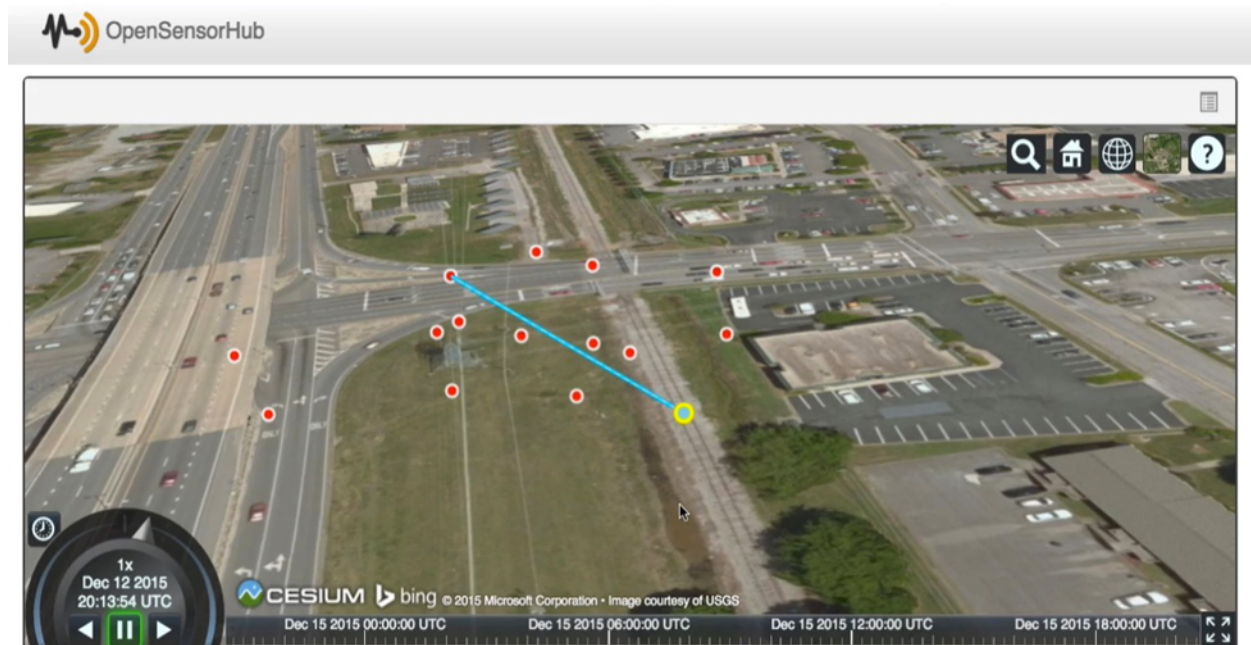 OpenSensorHub
?
1x
Dec 12 2015
20:13:54 UTC
CESIUM bing © 2015 Microsoft Corporation • Image courtesy of USGS
Dec 15 2015 00:00:00 UTC Dec 15 2015 06:00:00 UTC Dec 15 2015 12:00:00 UTC Dec 15 2015 18:00:00 UTC